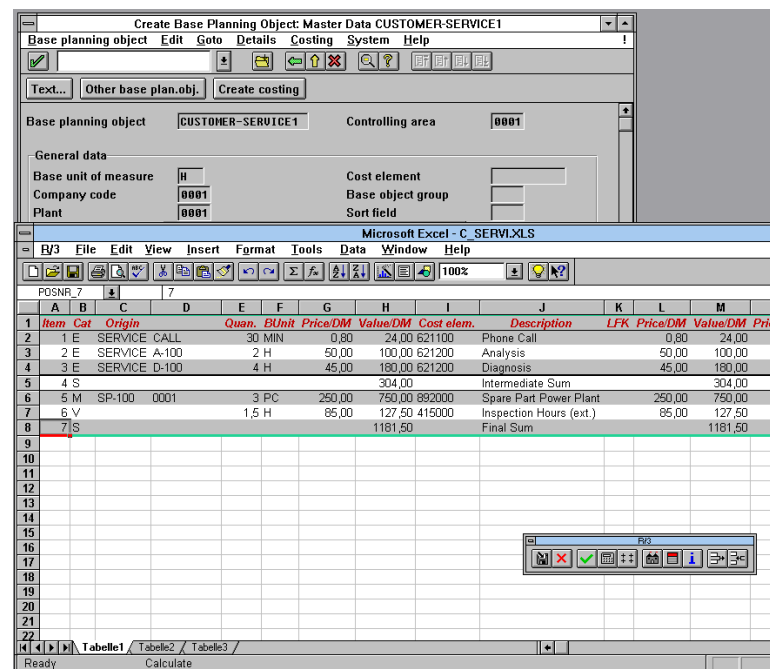 Create Base Planning Object: Master Data CUSTOMER-SERVICE1
Base planning object Edit Goto Details Costing System Help !
Text... Other base plan.obj. Create costing
Base planning object CUSTOMER-SERVICE1 Controlling area 0001
General data
Base unit of measure H Cost element
Company code 0001 Base object group
Plant 0001 Sort field
Microsoft Excel - C_SERVI.XLS
R/3 File Edit View Insert Format Tools Data Window Help
100%
POSNR_7 7
A B C D E F G H I J K L M
1 Item Cat Origin Quan. BUnit Price/DM Value/DM Cost elem. Description LFK Price/DM Value/DM Pri
2 1 E SERVICE CALL 30 MIN 0,80 24,00 621100 Phone Call 0,80 24,00
3 2 E SERVICE A-100 2 H 50,00 100,00 621200 Analysis 50,00 100,00
4 3 E SERVICE D-100 4 H 45,00 180,00 621200 Diagnosis 45,00 180,00
5 4 S 304,00 Intermediate Sum 304,00
6 5 M SP-100 0001 3 PC 250,00 750,00 892000 Spare Part Power Plant 250,00 750,00
7 6 V 1,5 H 85,00 127,50 415000 Inspection Hours (ext.) 85,00 127,50
8 7 S 1181,50 Final Sum 1181,50
9
10
11
12
13
14
15
16
17
18
19
20
21
22
R/3
Tabelle1 Tabelle2 Tabelle3
Ready Calculate